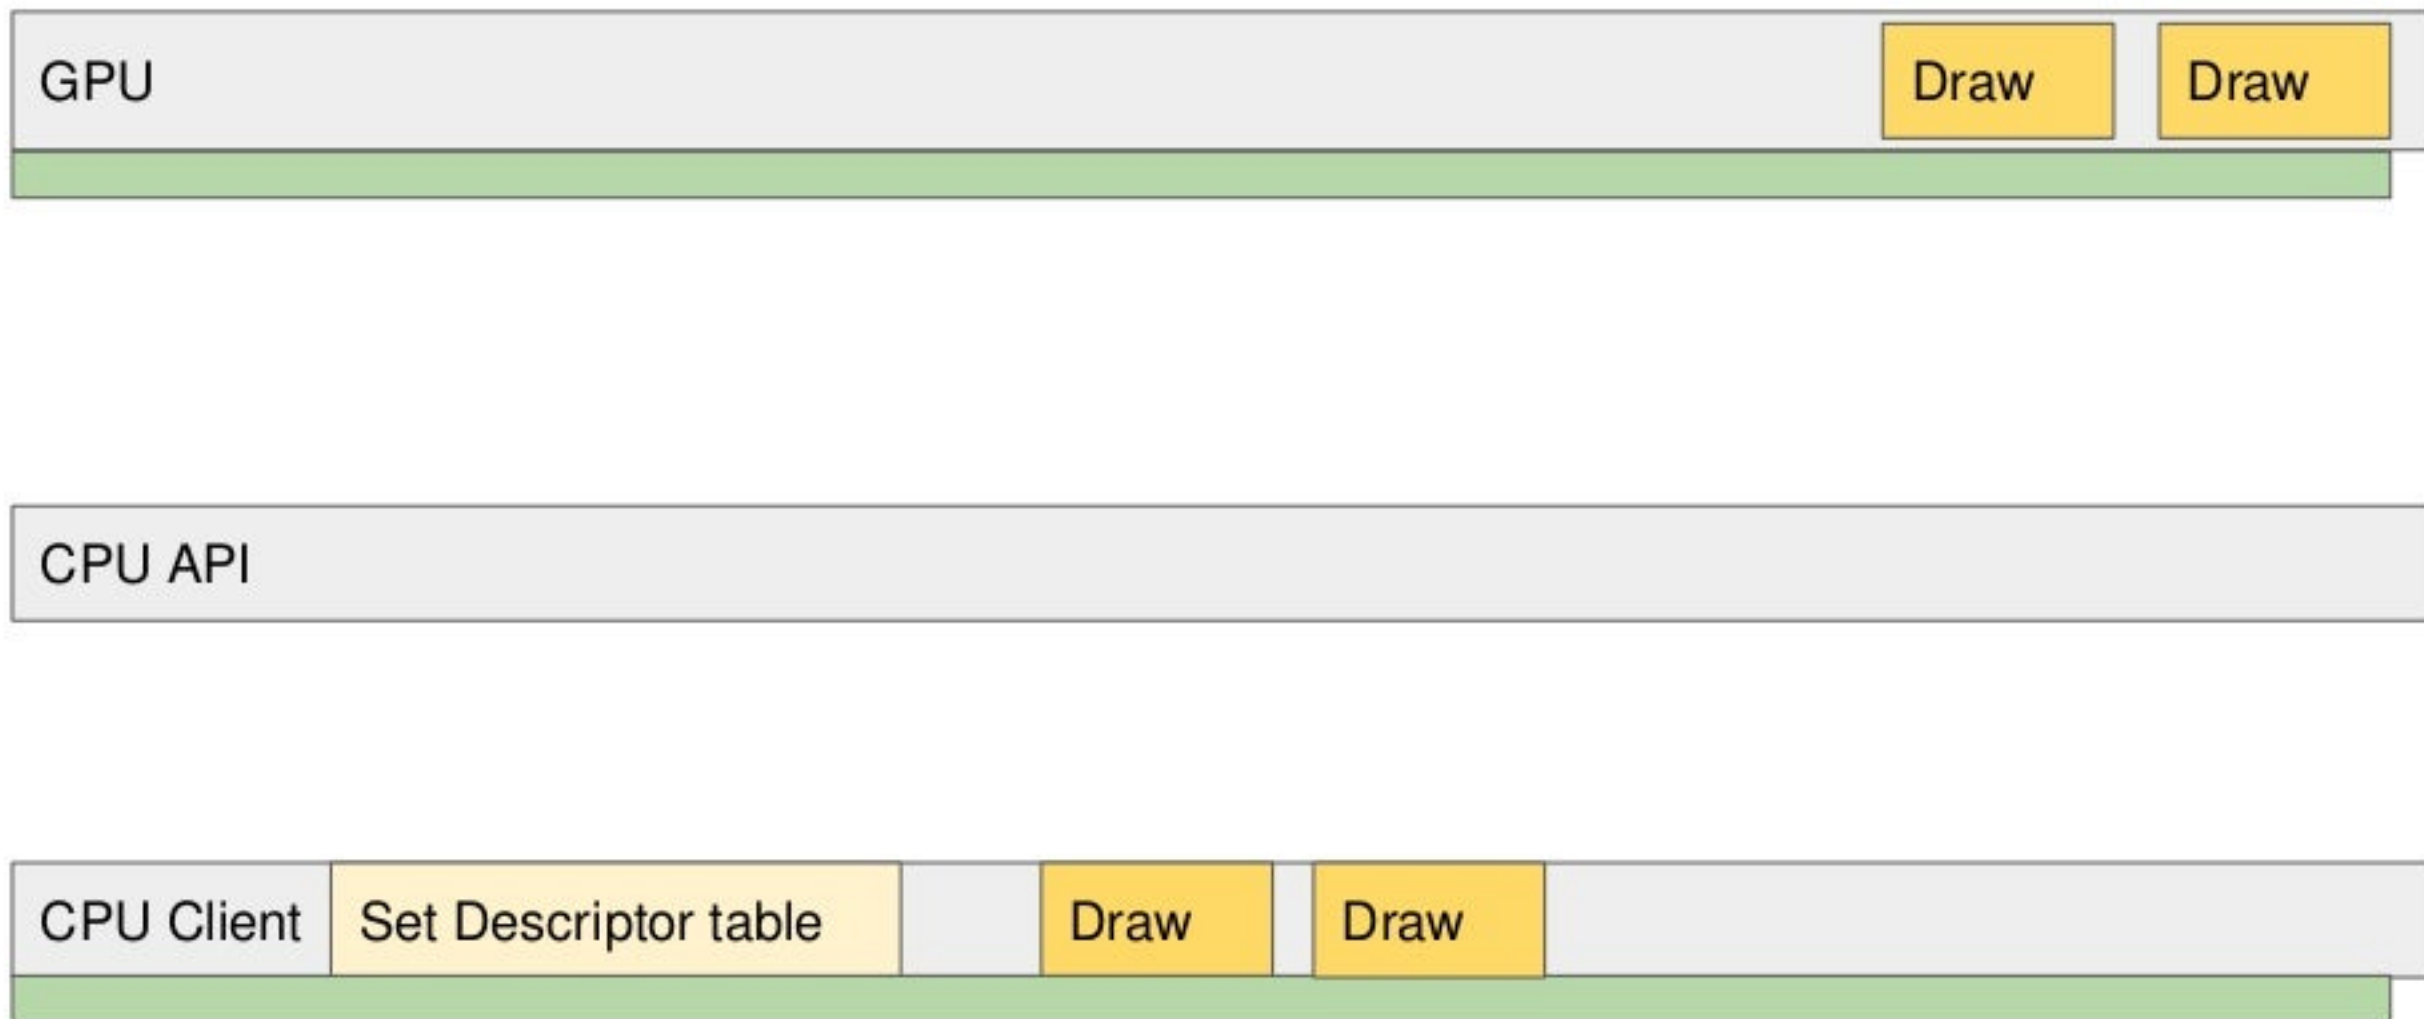 GPU
Draw
Draw
CPU API
CPU Client
Set Descriptor table
Draw
Draw